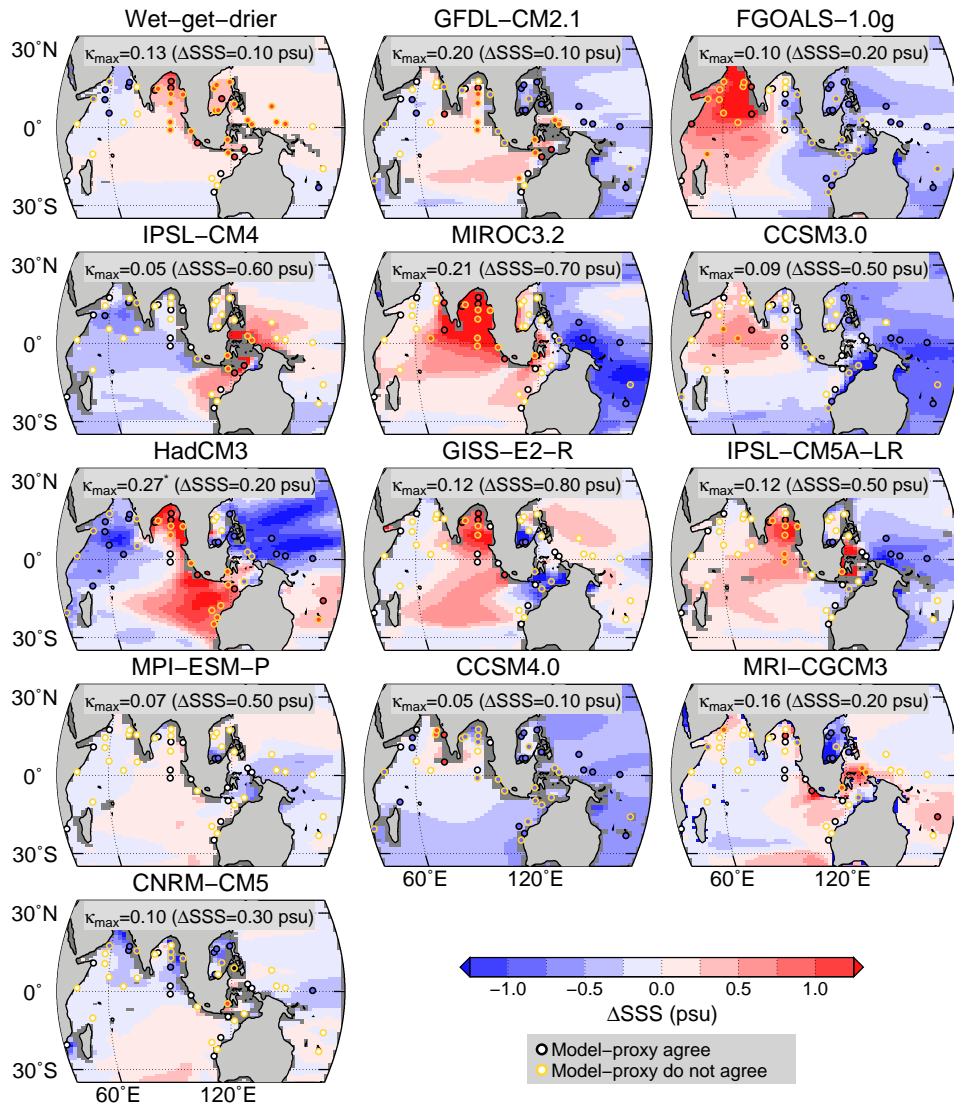 Wet−get−drier GFDL−CM2.1 FGOALS−1.0g
30°N κmax=0.13 (ΔSSS=0.10 psu) κmax=0.20 (ΔSSS=0.10 psu) κmax=0.10 (ΔSSS=0.20 psu)
0°
30°S
IPSL−CM4 MIROC3.2 CCSM3.0
30°N κmax=0.05 (ΔSSS=0.60 psu) κmax=0.21 (ΔSSS=0.70 psu) κmax=0.09 (ΔSSS=0.50 psu)
0°
30°S
HadCM3 GISS−E2−R IPSL−CM5A−LR
30°N κmax=0.27* (ΔSSS=0.20 psu) κmax=0.12 (ΔSSS=0.80 psu) κmax=0.12 (ΔSSS=0.50 psu)
0°
30°S
MPI−ESM−P CCSM4.0 MRI−CGCM3
30°N κmax=0.07 (ΔSSS=0.50 psu) κmax=0.05 (ΔSSS=0.10 psu) κmax=0.16 (ΔSSS=0.20 psu)
0°
30°S
60°E 120°E 60°E 120°E
CNRM−CM5
30°N κmax=0.10 (ΔSSS=0.30 psu)
0°
30°S
60°E 120°E
−1.0 −0.5 0.0 0.5 1.0
ΔSSS (psu)
Model−proxy agree
Model−proxy do not agree